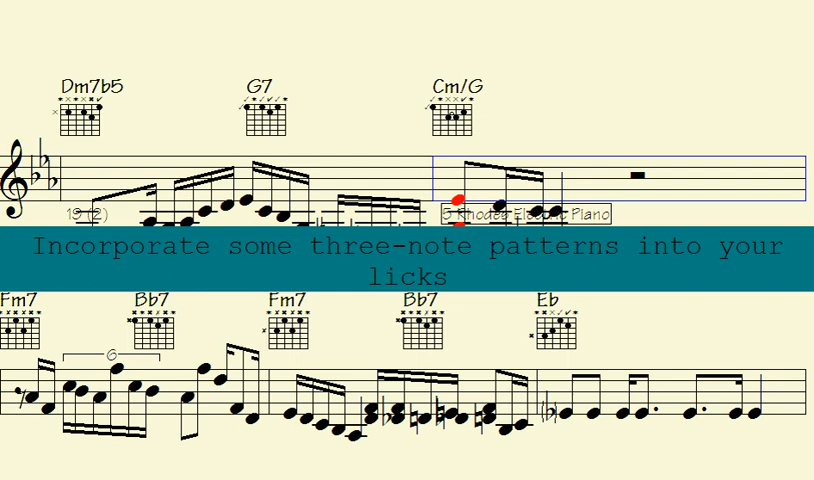 Dm7b5 G7 Cm/G
19 (2) 5 Rhodes Electric Piano
Incorporate some three-note patterns into your
licks
Fm7 Bb7 Fm7 Bb7 Eb
6